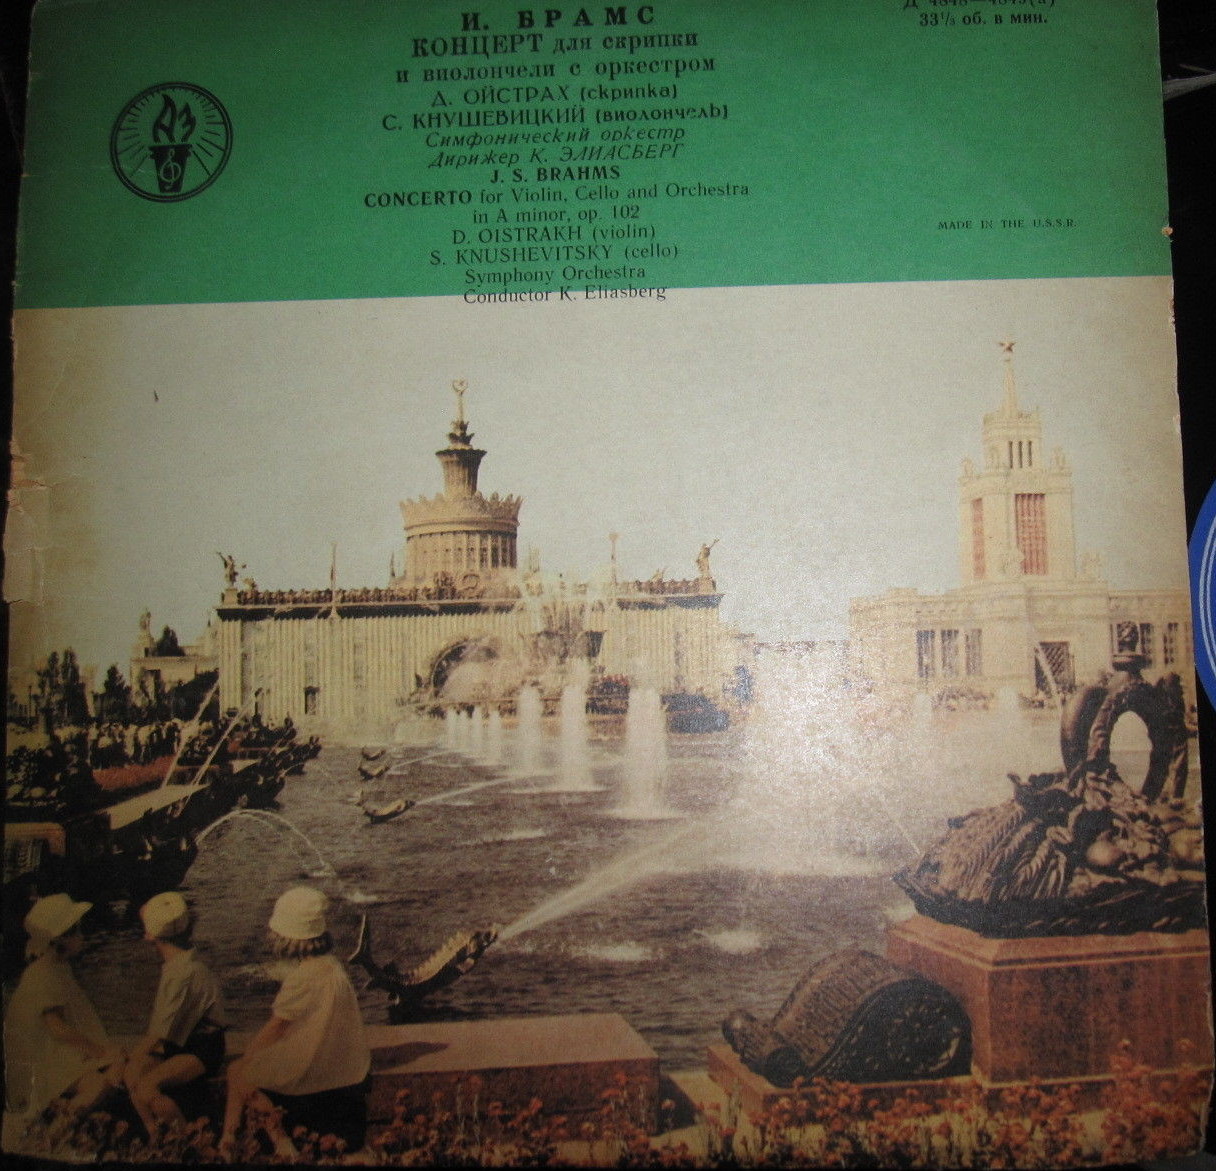 И. БРАМС
КОНЦЕРТ для скрипки
и виолончели с оркестром
Д. ОЙСТРАХ (скрипка)
С. КНУШЕВИЦКИЙ (виолончель)
Симфонический оркестр
Дирижер К. ЭЛИАСБЕРГ
J. S. BRAHMS
CONCERTO for Violin, Cello and Orchestra
in A minor, op. 102
D. OISTRAKH (violin)
S. KNUSHEVITSKY (cello)
Symphony Orchestra
Conductor K. Eliasberg
33⅓ об. в мин.
MADE IN THE U.S.S.R.
ДЗ